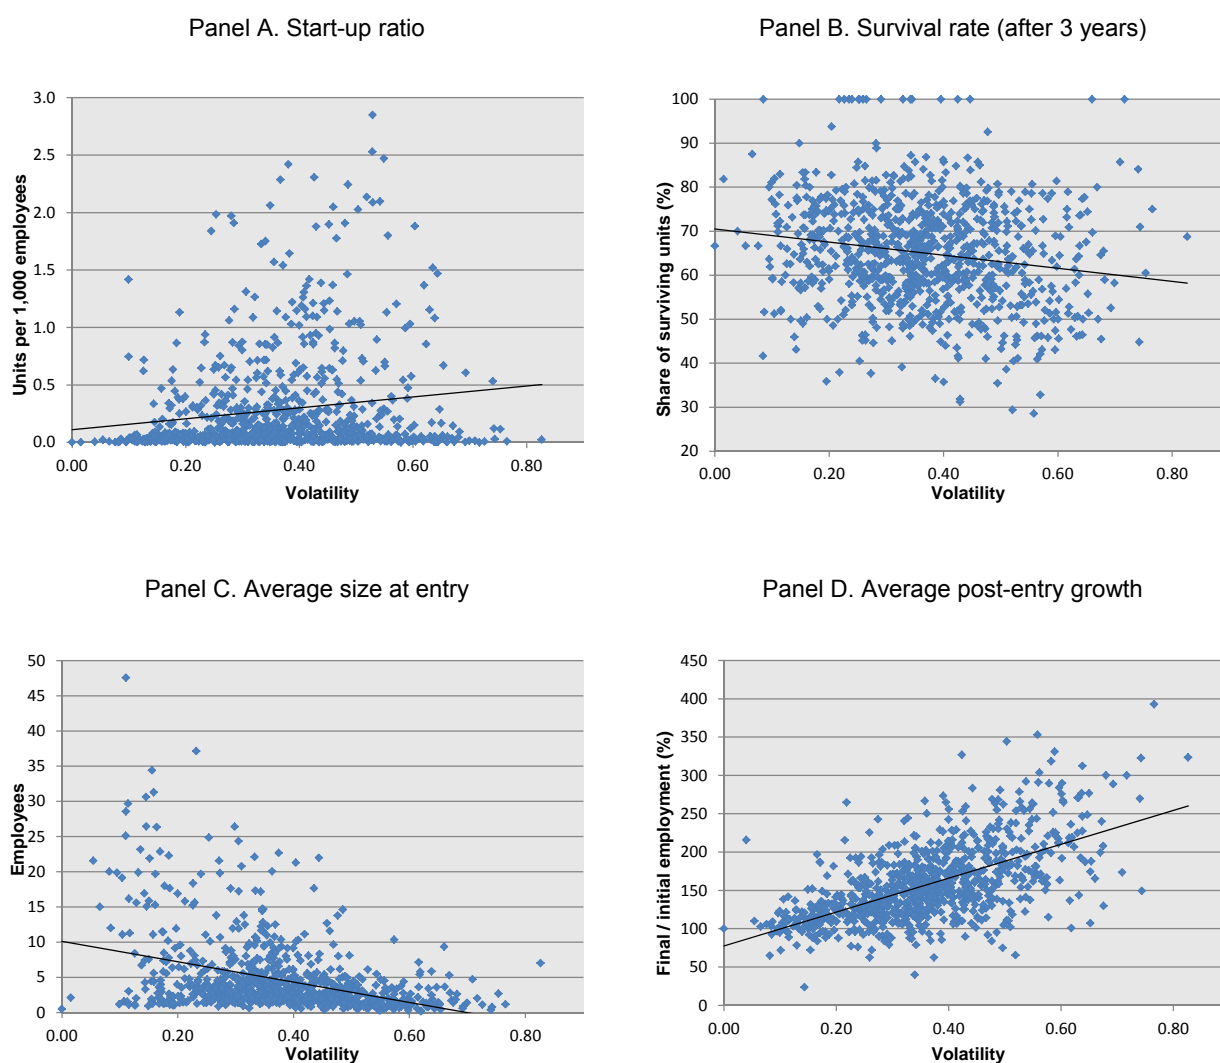 Panel A. Start-up ratio
Units per 1,000 employees
3.0
2.5
2.0
1.5
1.0
0.5
0.0
0.00 0.20 0.40 0.60 0.80
Volatility
Panel B. Survival rate (after 3 years)
Share of surviving units (%)
100
90
80
70
60
50
40
30
20
0.00 0.20 0.40 0.60 0.80
Volatility
Panel C. Average size at entry
Employees
50
45
40
35
30
25
20
15
10
5
0
0.00 0.20 0.40 0.60 0.80
Volatility
Panel D. Average post-entry growth
Final / initial employment (%)
450
400
350
300
250
200
150
100
50
0
0.00 0.20 0.40 0.60 0.80
Volatility